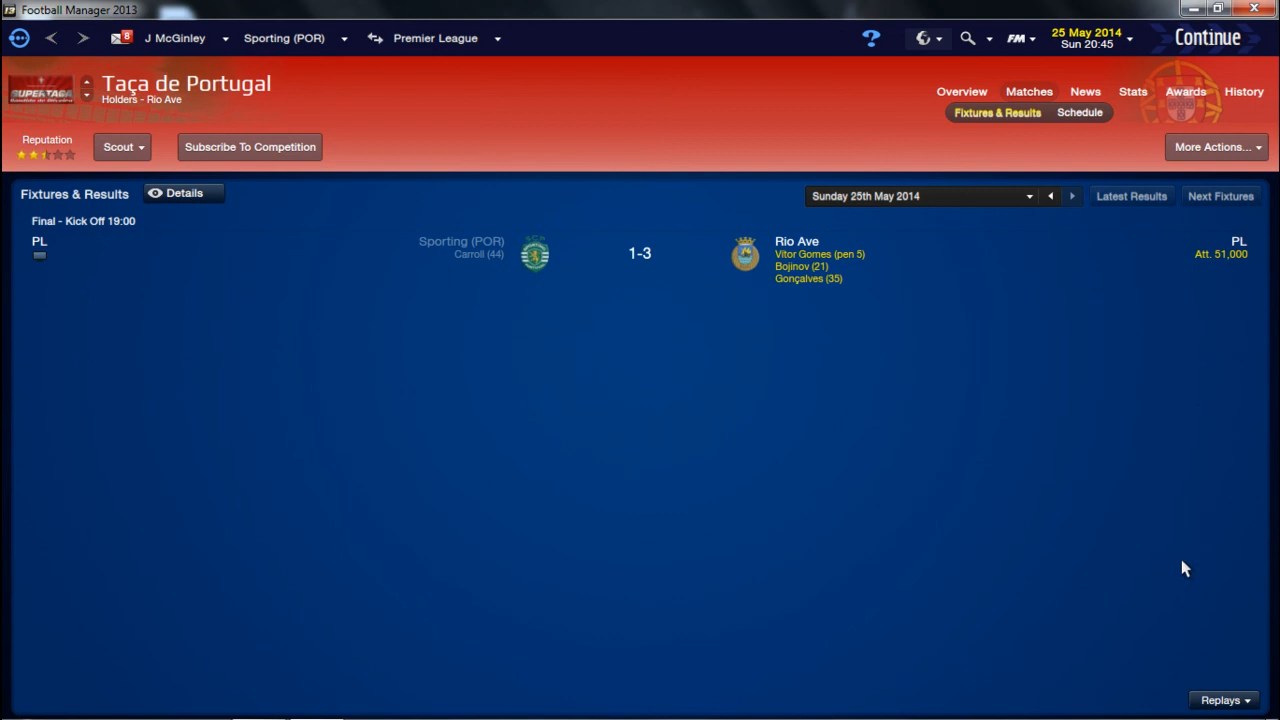 Football Manager 2013
8 J McGinley Sporting (POR) Premier League ? FM 25 May 2014 Continue
Sun 20:45
Taça de Portugal
Holders - Rio Ave
SUPERTAÇA
Overview Matches News Stats Awards History
Fixtures & Results Schedule
Reputation
Scout Subscribe To Competition More Actions...
Fixtures & Results Details Sunday 25th May 2014 Latest Results Next Fixtures
Final - Kick Off 19:00
PL Sporting (POR) 1-3 Rio Ave PL
Carroll (44) Vítor Gomes (pen 5) Att. 51,000
Bojinov (21)
Gonçalves (35)
Replays